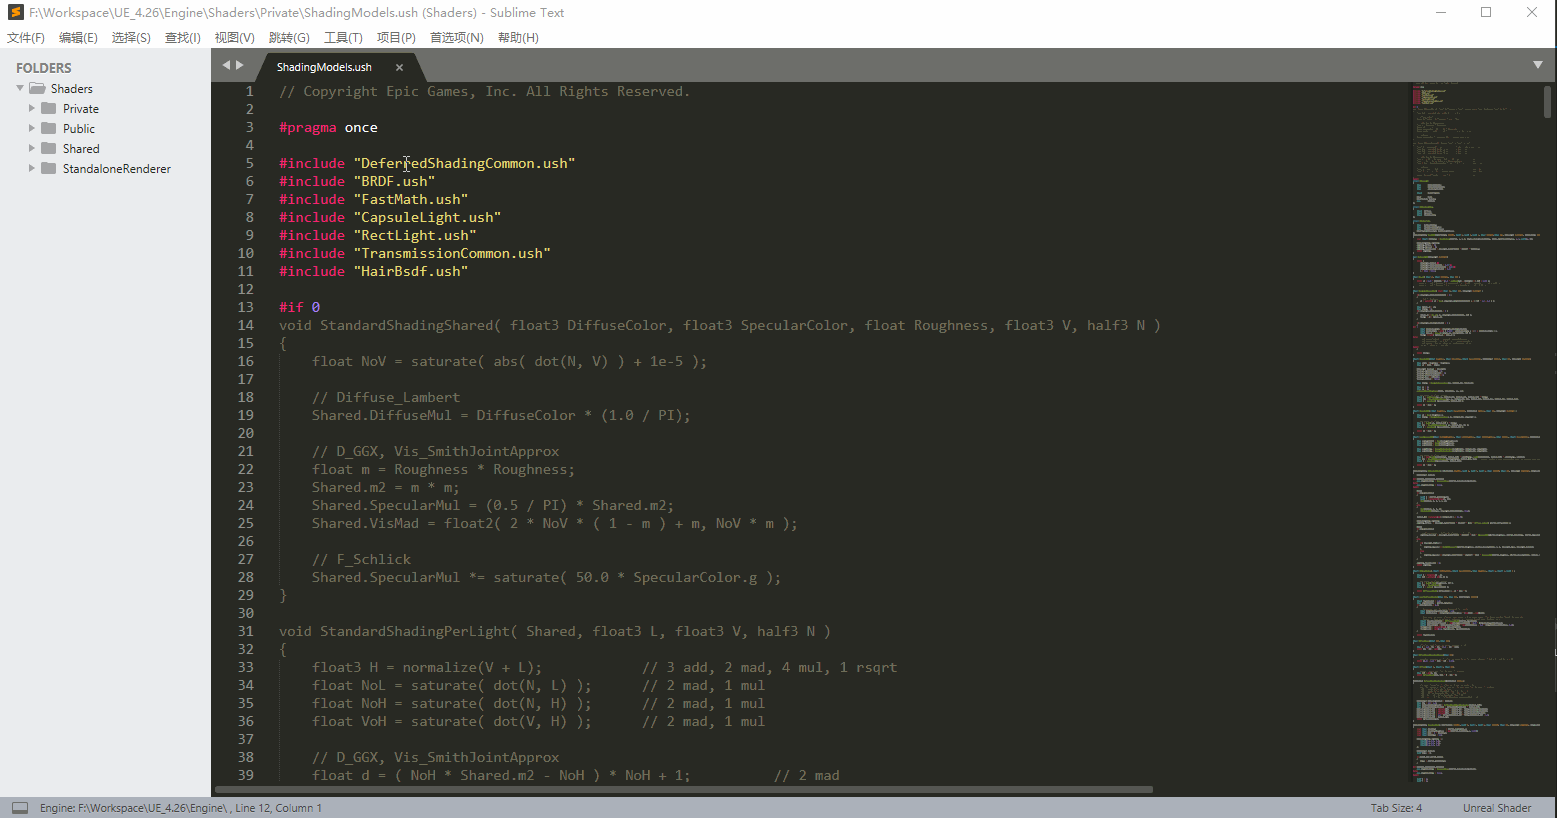 F:\Workspace\UE_4.26\Engine\Shaders\Private\ShadingModels.ush (Shaders) - Sublime Text
文件(F) 编辑(E) 选择(S) 查找(I) 视图(V) 跳转(G) 工具(T) 项目(P) 首选项(N) 帮助(H)
FOLDERS
Shaders
Private
Public
Shared
StandaloneRenderer
ShadingModels.ush ×
1 // Copyright Epic Games, Inc. All Rights Reserved.
2
3 #pragma once
4
5 #include "DeferredShadingCommon.ush"
6 #include "BRDF.ush"
7 #include "FastMath.ush"
8 #include "CapsuleLight.ush"
9 #include "RectLight.ush"
10 #include "TransmissionCommon.ush"
11 #include "HairBsdf.ush"
12
13 #if 0
14 void StandardShadingShared( float3 DiffuseColor, float3 SpecularColor, float Roughness, float3 V, half3 N )
15 {
16 float NoV = saturate( abs( dot(N, V) ) + 1e-5 );
17
18 // Diffuse_Lambert
19 Shared.DiffuseMul = DiffuseColor * (1.0 / PI);
20
21 // D_GGX, Vis_SmithJointApprox
22 float m = Roughness * Roughness;
23 Shared.m2 = m * m;
24 Shared.SpecularMul = (0.5 / PI) * Shared.m2;
25 Shared.VisMad = float2( 2 * NoV * ( 1 - m ) + m, NoV * m );
26
27 // F_Schlick
28 Shared.SpecularMul *= saturate( 50.0 * SpecularColor.g );
29 }
30
31 void StandardShadingPerLight( Shared, float3 L, float3 V, half3 N )
32 {
33 float3 H = normalize(V + L); // 3 add, 2 mad, 4 mul, 1 rsqrt
34 float NoL = saturate( dot(N, L) ); // 2 mad, 1 mul
35 float NoH = saturate( dot(N, H) ); // 2 mad, 1 mul
36 float VoH = saturate( dot(V, H) ); // 2 mad, 1 mul
37
38 // D_GGX, Vis_SmithJointApprox
39 float d = ( NoH * Shared.m2 - NoH ) * NoH + 1; // 2 mad
Engine: F:\Workspace\UE_4.26\Engine\ , Line 12, Column 1
Tab Size: 4
Unreal Shader